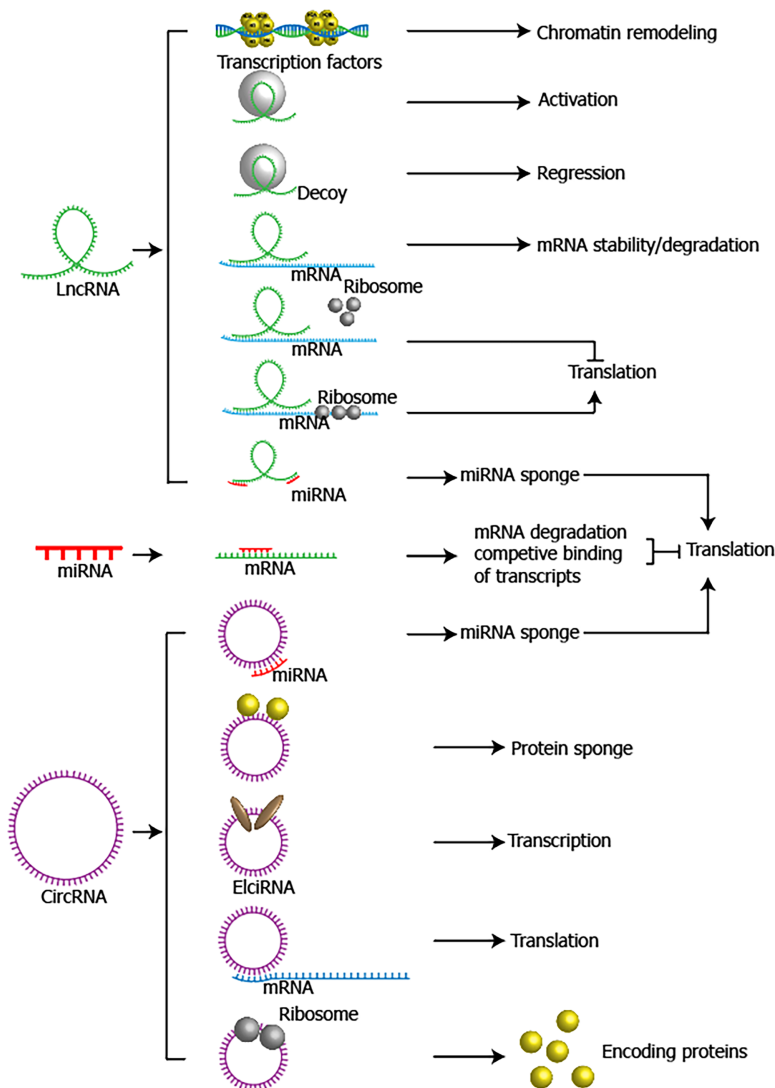 Chromatin remodeling
Transcription factors
Activation
Regression
Decoy
mRNA stability/degradation
LncRNA
mRNA
Ribosome
mRNA
Translation
Ribosome
mRNA
miRNA sponge
miRNA
mRNA degradation
competive binding
of transcripts
Translation
miRNA
mRNA
miRNA sponge
miRNA
Protein sponge
Transcription
CircRNA
ElciRNA
Translation
mRNA
Ribosome
Encoding proteins